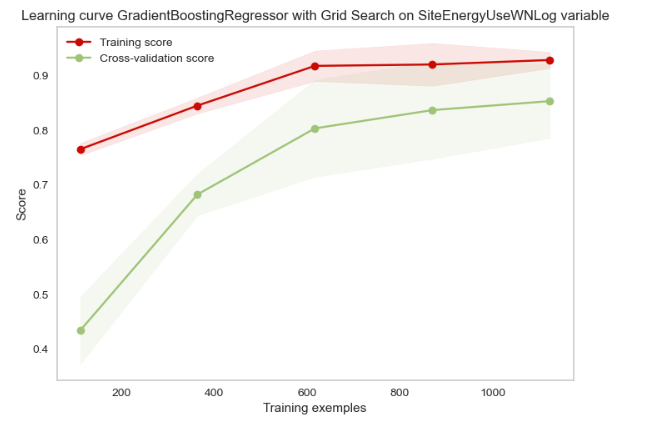 Learning curve GradientBoostingRegressor with Grid Search on SiteEnergyUseWNLog variable
Training score
Cross-validation score
0.9
0.8
0.7
0.6
0.5
0.4
Score
200 400 600 800 1000
Training exemples